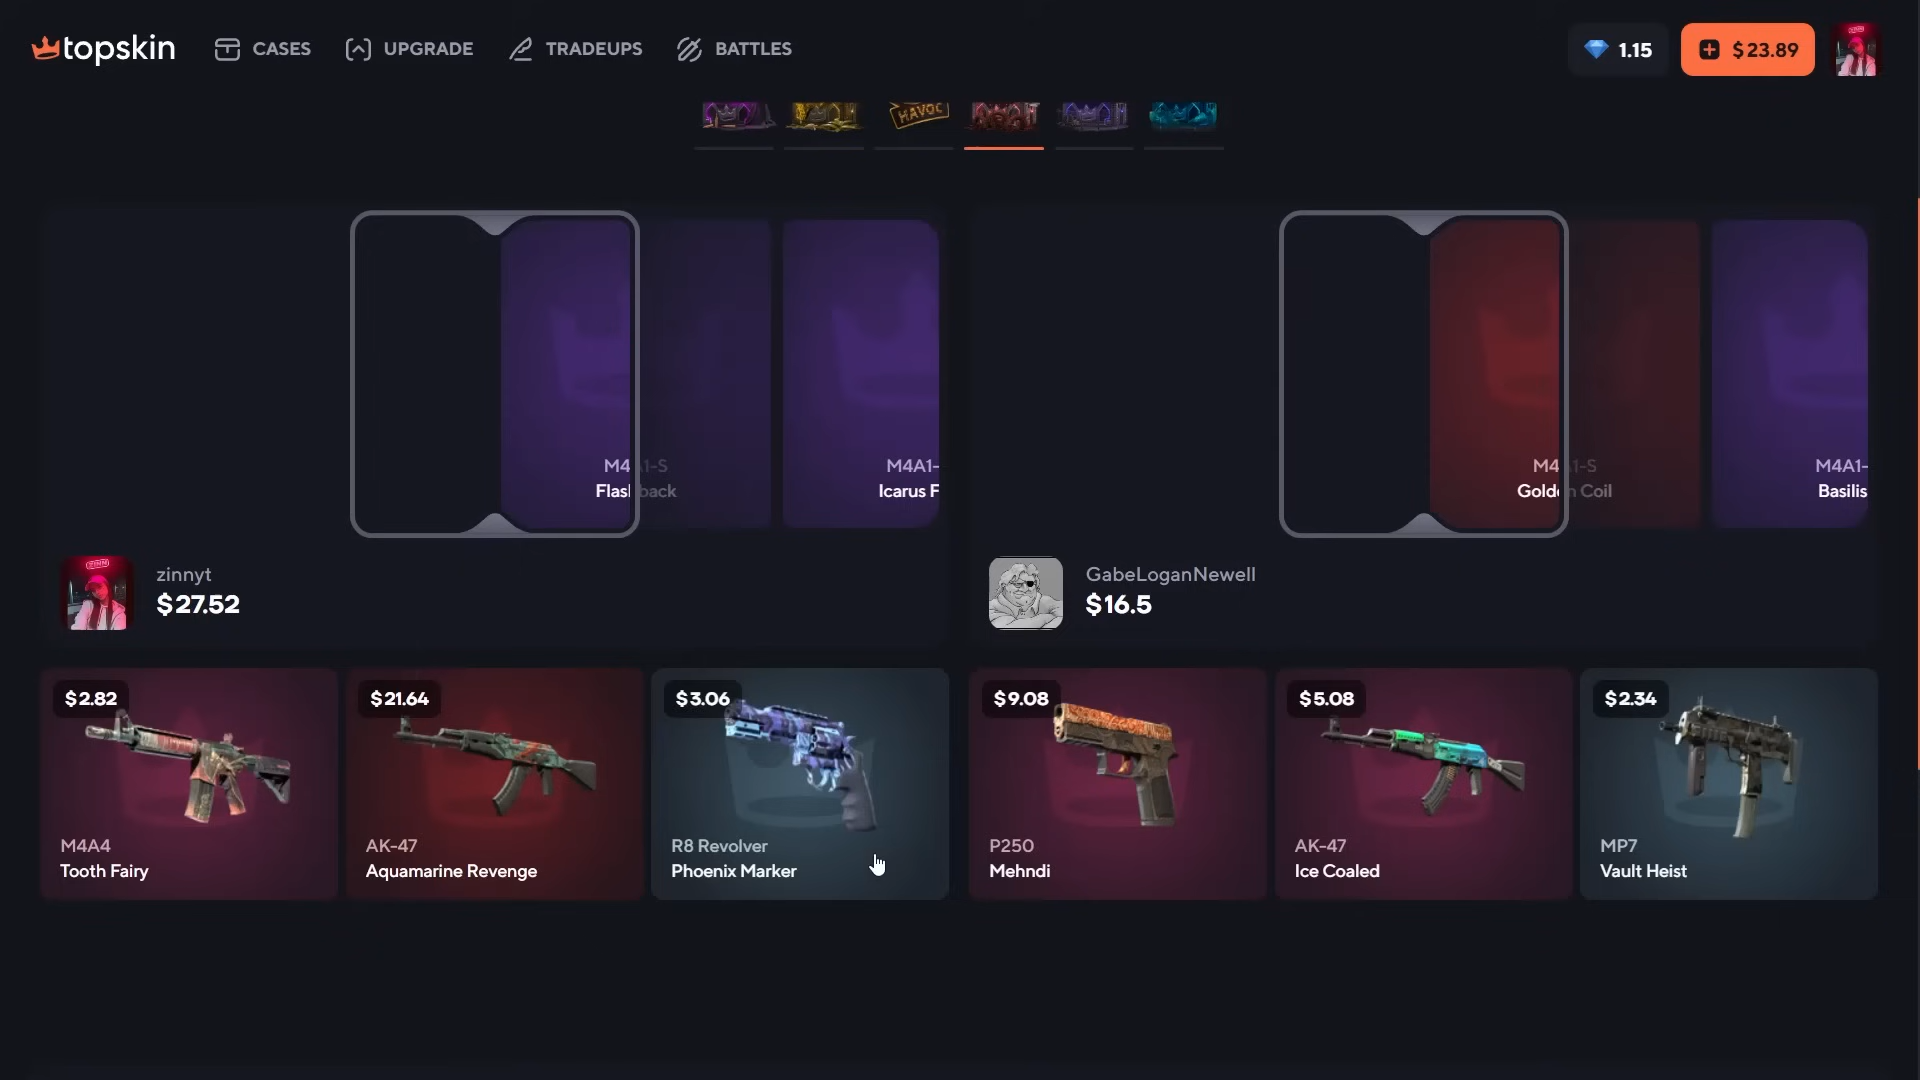 topskin
CASES
UPGRADE
TRADEUPS
BATTLES
1.15
$23.89
HAVOC
M4A1-S
Flashback
M4A1-
Icarus F
M4A1-S
Golden Coil
M4A1-
Basilis
zinnyt
$27.52
GabeLoganNewell
$16.5
$2.82
M4A4
Tooth Fairy
$21.64
AK-47
Aquamarine Revenge
$3.06
R8 Revolver
Phoenix Marker
$9.08
P250
Mehndi
$5.08
AK-47
Ice Coaled
$2.34
MP7
Vault Heist